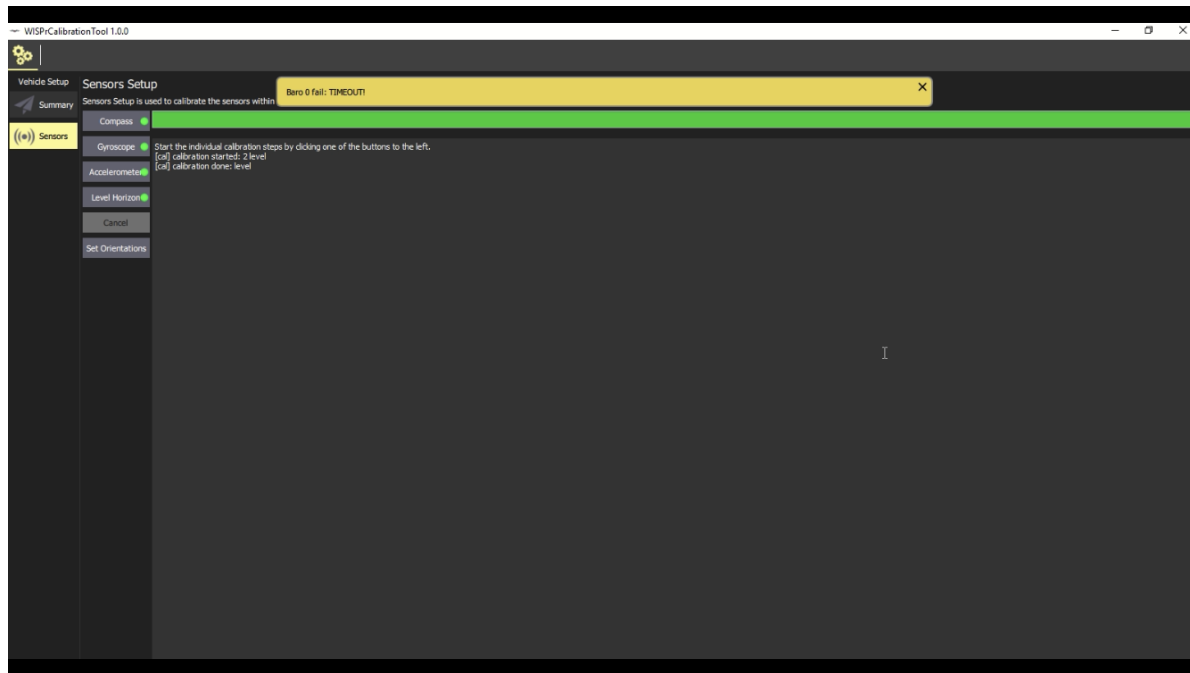 WISPrCalibrationTool 1.0.0
Vehicle Setup
Summary
Sensors
Sensors Setup
Sensors Setup is used to calibrate the sensors within
Baro 0 fail: TIMEOUT!
Compass
Gyroscope
Accelerometer
Level Horizon
Cancel
Set Orientations
Start the individual calibration steps by clicking one of the buttons to the left.
[cal] calibration started: 2 level
[cal] calibration done: level